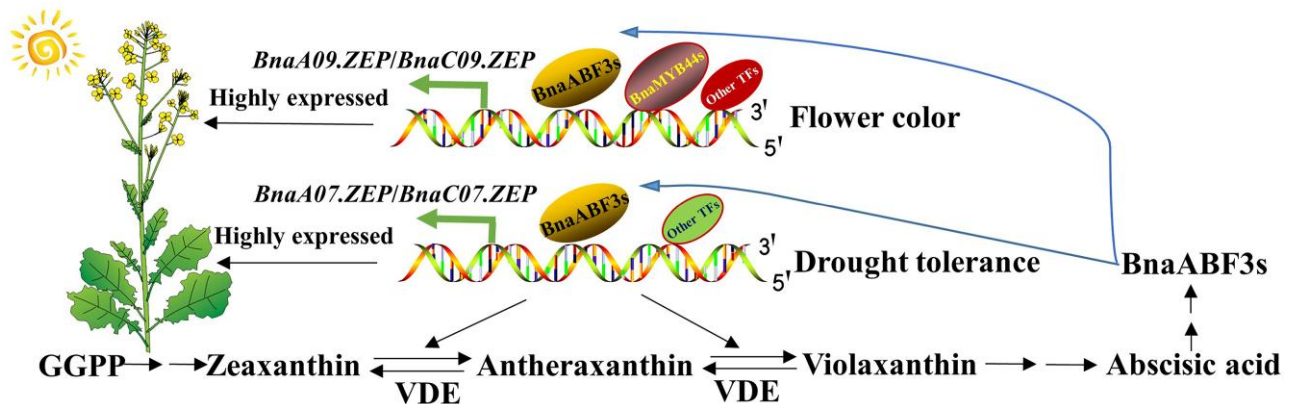 BnaA09.ZEP/BnaC09.ZEP
Highly expressed
BnaABF3s
BnaMYB44s
Other TFs
3'
5'
Flower color
BnaA07.ZEP/BnaC07.ZEP
Highly expressed
BnaABF3s
Other TFs
3'
5'
Drought tolerance
BnaABF3s
GGPP Zeaxanthin Antheraxanthin Violaxanthin Abscisic acid
VDE VDE